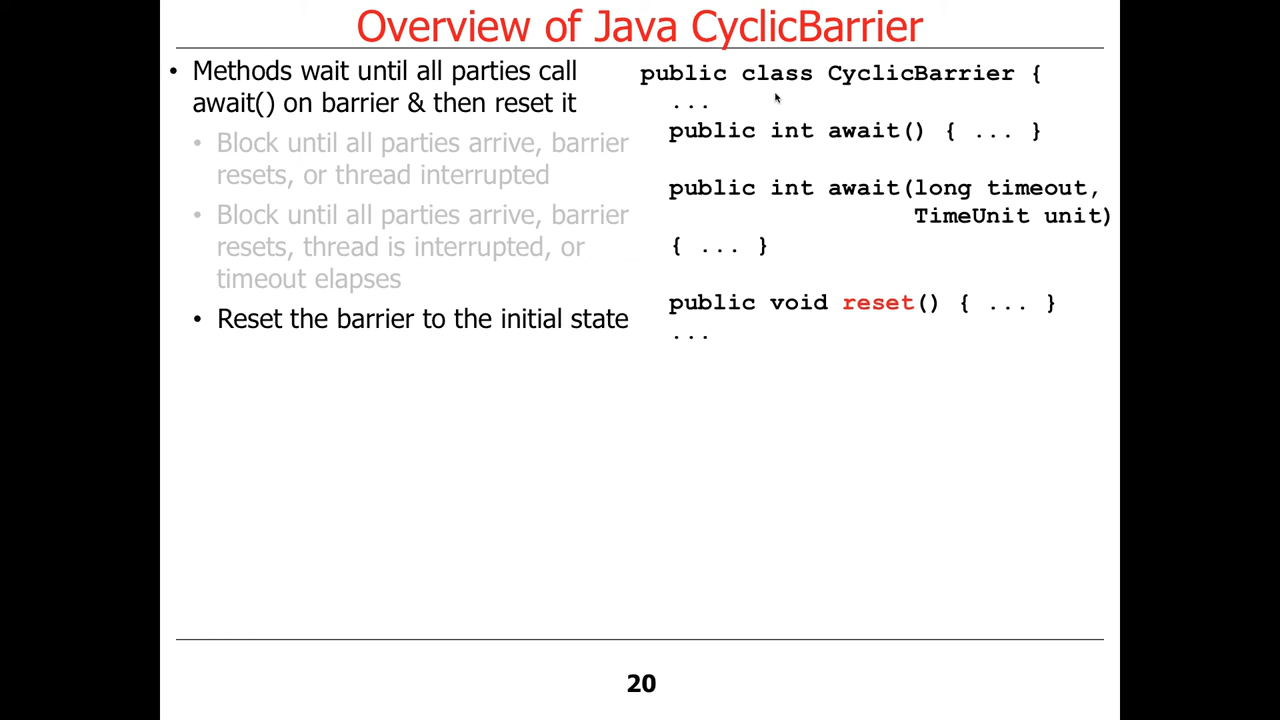 Overview of Java CyclicBarrier
• Methods wait until all parties call
await() on barrier & then reset it
• Block until all parties arrive, barrier
resets, or thread interrupted
• Block until all parties arrive, barrier
resets, thread is interrupted, or
timeout elapses
• Reset the barrier to the initial state
public class CyclicBarrier {
...
public int await() { ... }
public int await(long timeout,
TimeUnit unit)
{ ... }
public void reset() { ... }
...
20